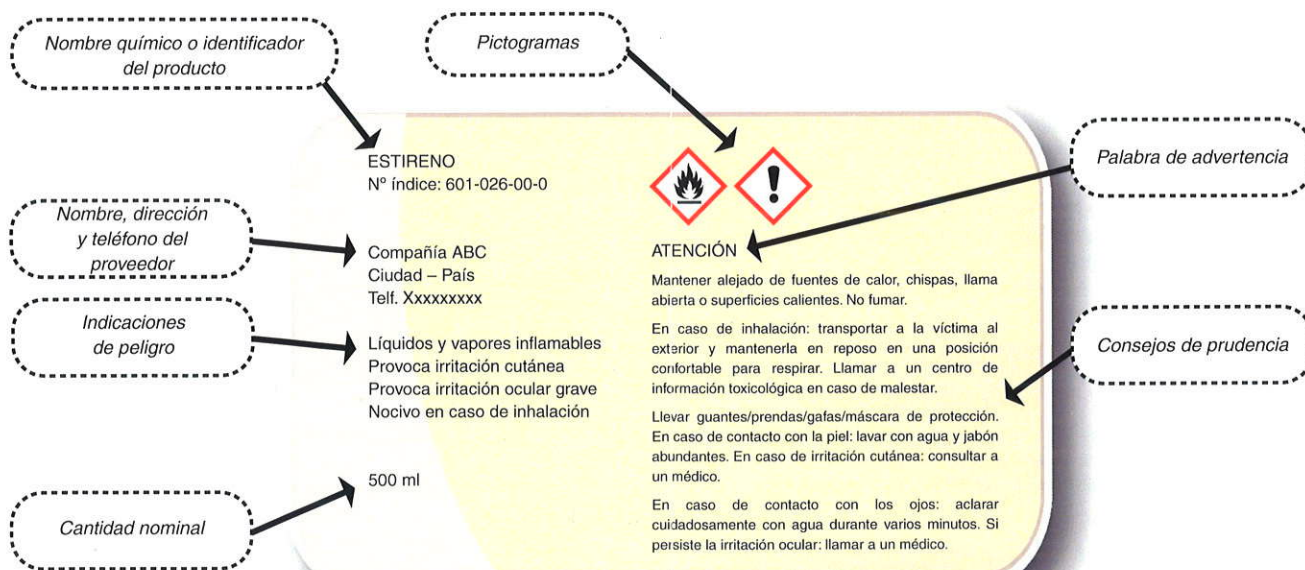 Nombre químico o identificador
del producto
Pictogramas
Palabra de advertencia
Nombre, dirección
y teléfono del
proveedor
Indicaciones
de peligro
Consejos de prudencia
Cantidad nominal
ESTIRENO
Nº índice: 601-026-00-0
Compañía ABC
Ciudad – País
Telf. Xxxxxxxxx
Líquidos y vapores inflamables
Provoca irritación cutánea
Provoca irritación ocular grave
Nocivo en caso de inhalación
500 ml
ATENCIÓN
Mantener alejado de fuentes de calor, chispas, llama
abierta o superficies calientes. No fumar.
En caso de inhalación: transportar a la víctima al
exterior y mantenerla en reposo en una posición
confortable para respirar. Llamar a un centro de
información toxicológica en caso de malestar.
Llevar guantes/prendas/gafas/máscara de protección.
En caso de contacto con la piel: lavar con agua y jabón
abundantes. En caso de irritación cutánea: consultar a
un médico.
En caso de contacto con los ojos: aclarar
cuidadosamente con agua durante varios minutos. Si
persiste la irritación ocular: llamar a un médico.